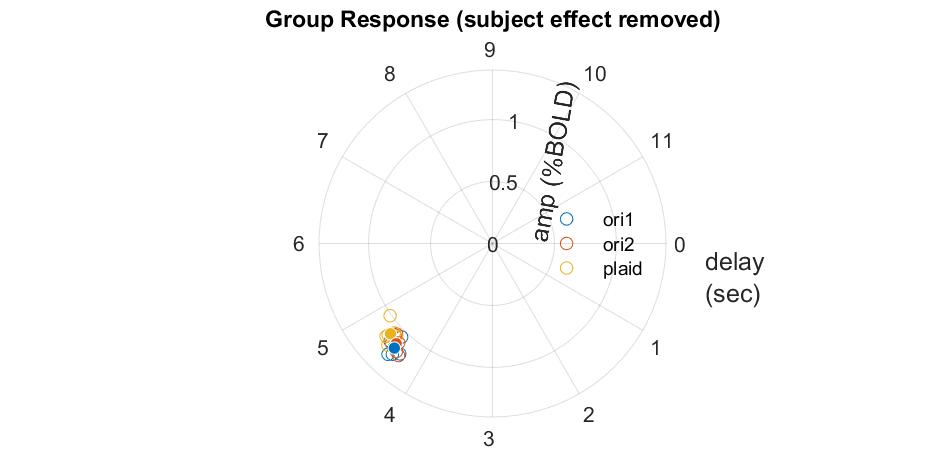 Group Response (subject effect removed)
9
8
10
7
11
1
0.5
amp (%BOLD)
ori1
6
0
ori2
0
delay
(sec)
plaid
5
1
4
2
3